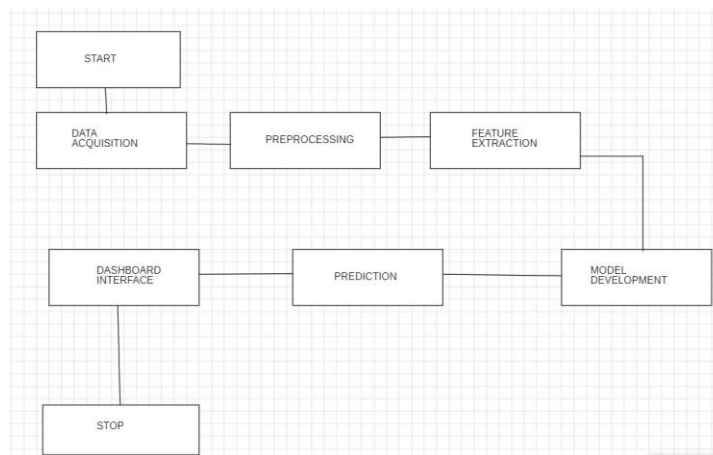 START
DATA
ACQUISITION
PREPROCESSING
FEATURE
EXTRACTION
DASHBOARD
INTERFACE
PREDICTION
MODEL
DEVELOPMENT
STOP